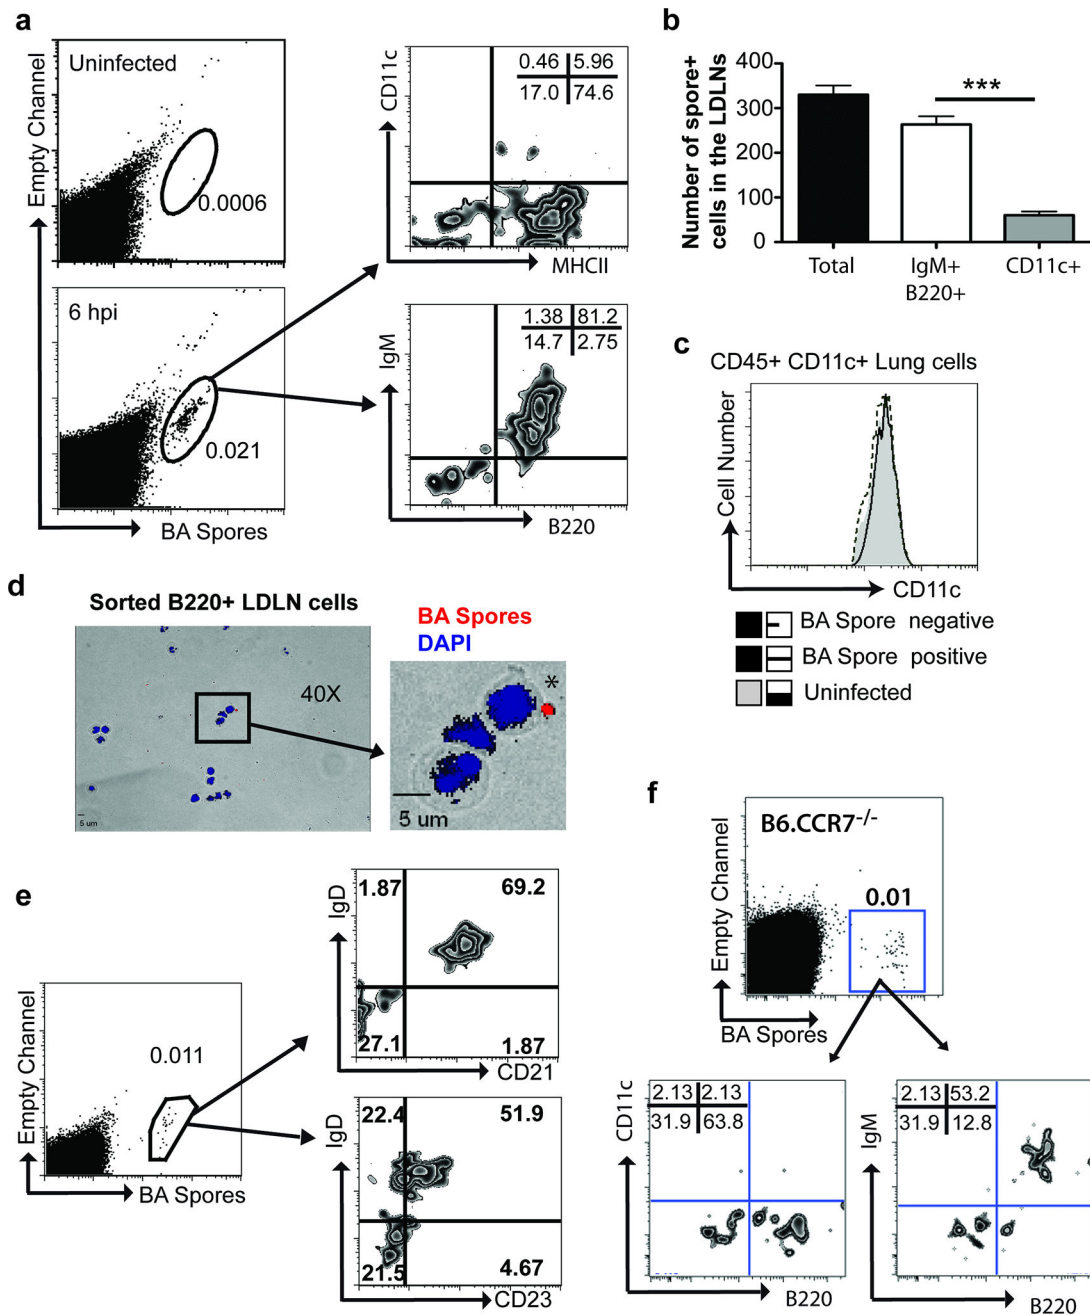 a
Empty Channel
Uninfected
0.0006
6 hpi
0.021
BA Spores
CD11c
0.46 5.96
17.0 74.6
MHCII
IgM
1.38 81.2
14.7 2.75
B220
b
Number of spore+
cells in the LDLNs
400
300
200
100
0
***
Total
IgM+
B220+
CD11c+
c
CD45+ CD11c+ Lung cells
Cell Number
CD11c
BA Spore negative
BA Spore positive
Uninfected
d
Sorted B220+ LDLN cells
40X
5 um
BA Spores
DAPI
*
5 um
e
Empty Channel
0.011
BA Spores
IgD
1.87 69.2
27.1 1.87
CD21
IgD
22.4 51.9
21.5 4.67
CD23
f
B6.CCR7-/-
Empty Channel
0.01
BA Spores
CD11c
2.13 2.13
31.9 63.8
B220
IgM
2.13 53.2
31.9 12.8
B220